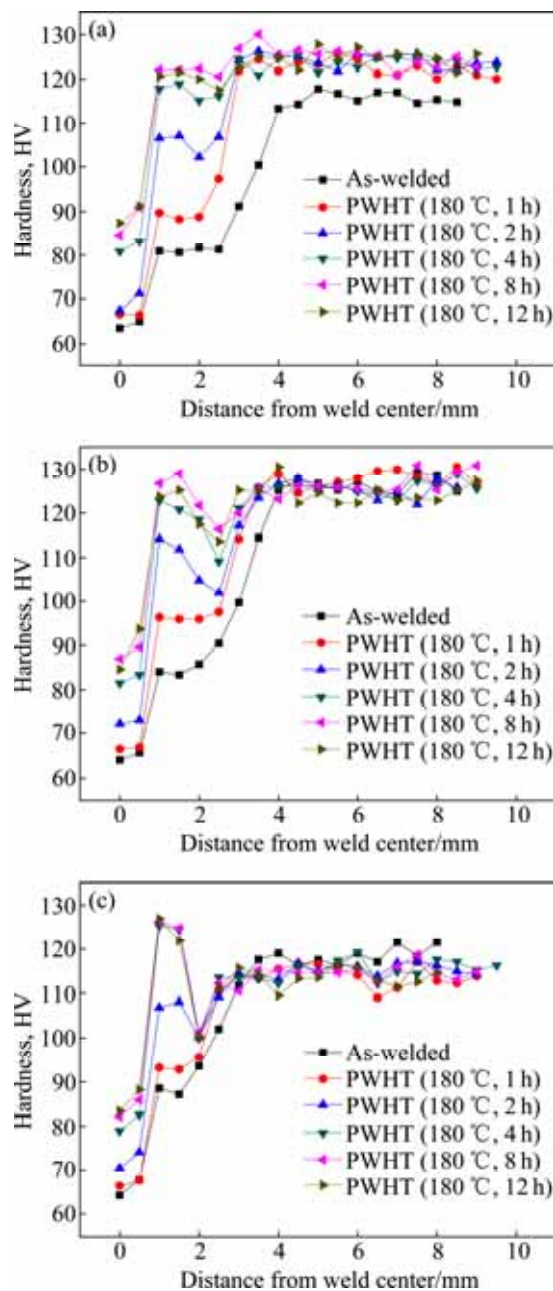 (a)
130
120
110
100
90
80
70
60
Hardness, HV
As-welded
PWHT (180 ℃, 1 h)
PWHT (180 ℃, 2 h)
PWHT (180 ℃, 4 h)
PWHT (180 ℃, 8 h)
PWHT (180 ℃, 12 h)
0 2 4 6 8 10
Distance from weld center/mm
(b)
130
120
110
100
90
80
70
60
Hardness, HV
As-welded
PWHT (180 ℃, 1 h)
PWHT (180 ℃, 2 h)
PWHT (180 ℃, 4 h)
PWHT (180 ℃, 8 h)
PWHT (180 ℃, 12 h)
0 2 4 6 8 10
Distance from weld center/mm
(c)
130
120
110
100
90
80
70
60
Hardness, HV
As-welded
PWHT (180 ℃, 1 h)
PWHT (180 ℃, 2 h)
PWHT (180 ℃, 4 h)
PWHT (180 ℃, 8 h)
PWHT (180 ℃, 12 h)
0 2 4 6 8 10
Distance from weld center/mm